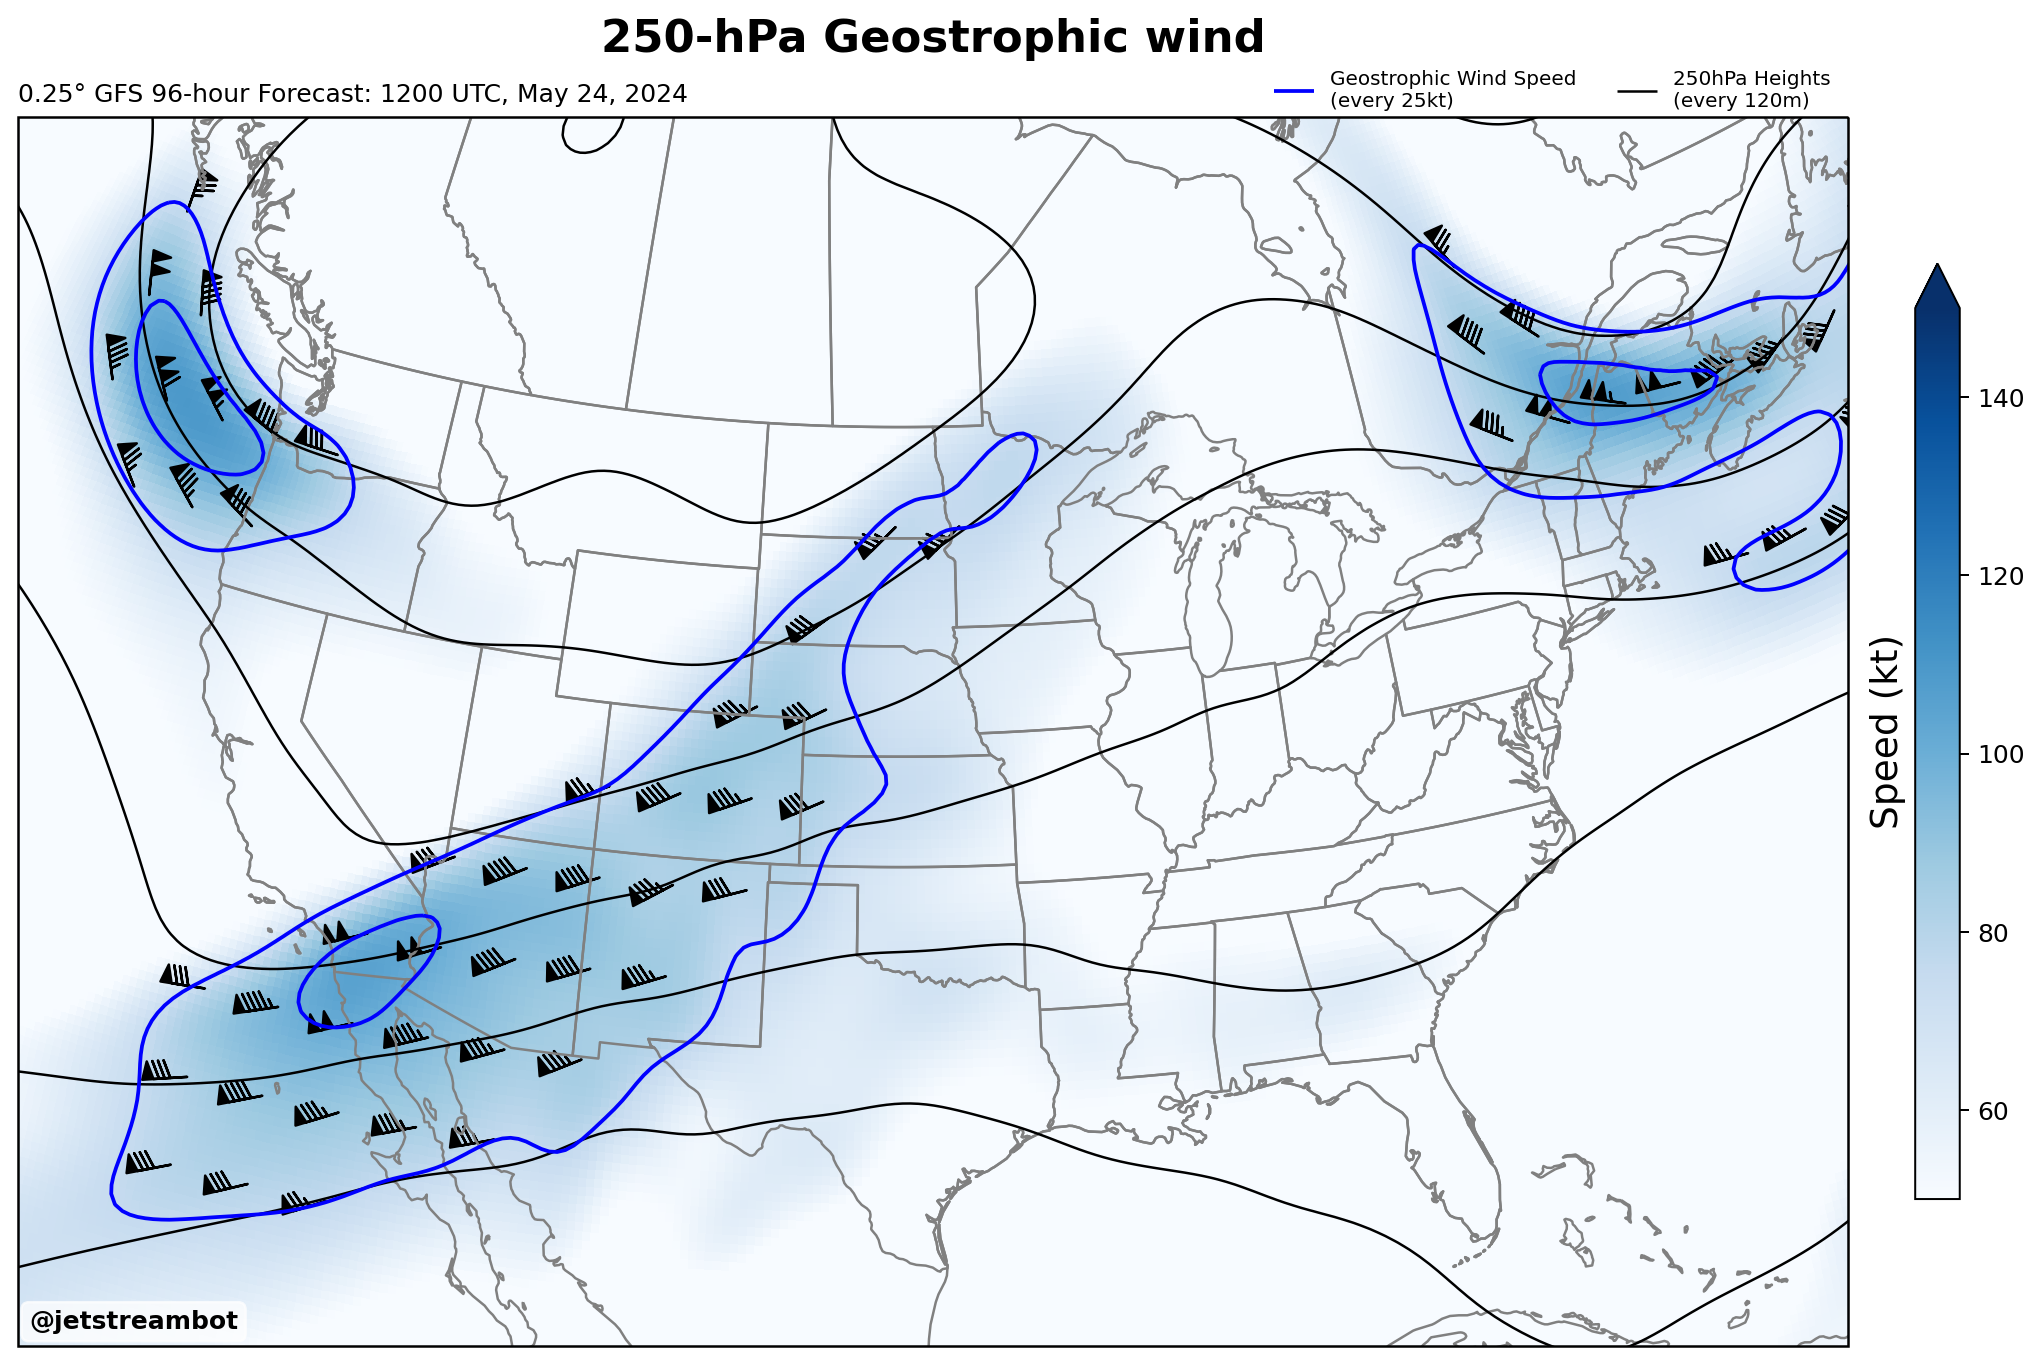 250-hPa Geostrophic wind
0.25° GFS 96-hour Forecast: 1200 UTC, May 24, 2024
Geostrophic Wind Speed
(every 25kt)
250hPa Heights
(every 120m)
140
120
100
80
60
Speed (kt)
@jetstreambot